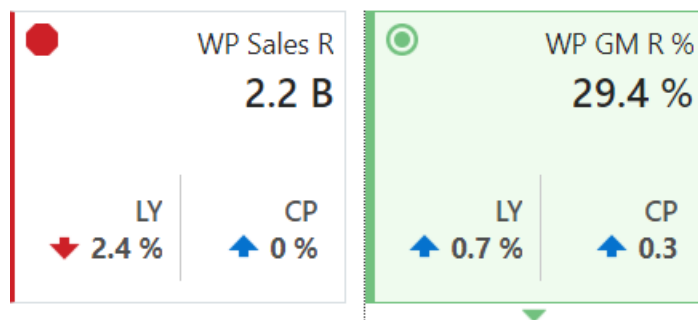 WP Sales R
2.2 B
LY
CP
2.4 %
0 %
WP GM R %
29.4 %
LY
CP
0.7 %
0.3